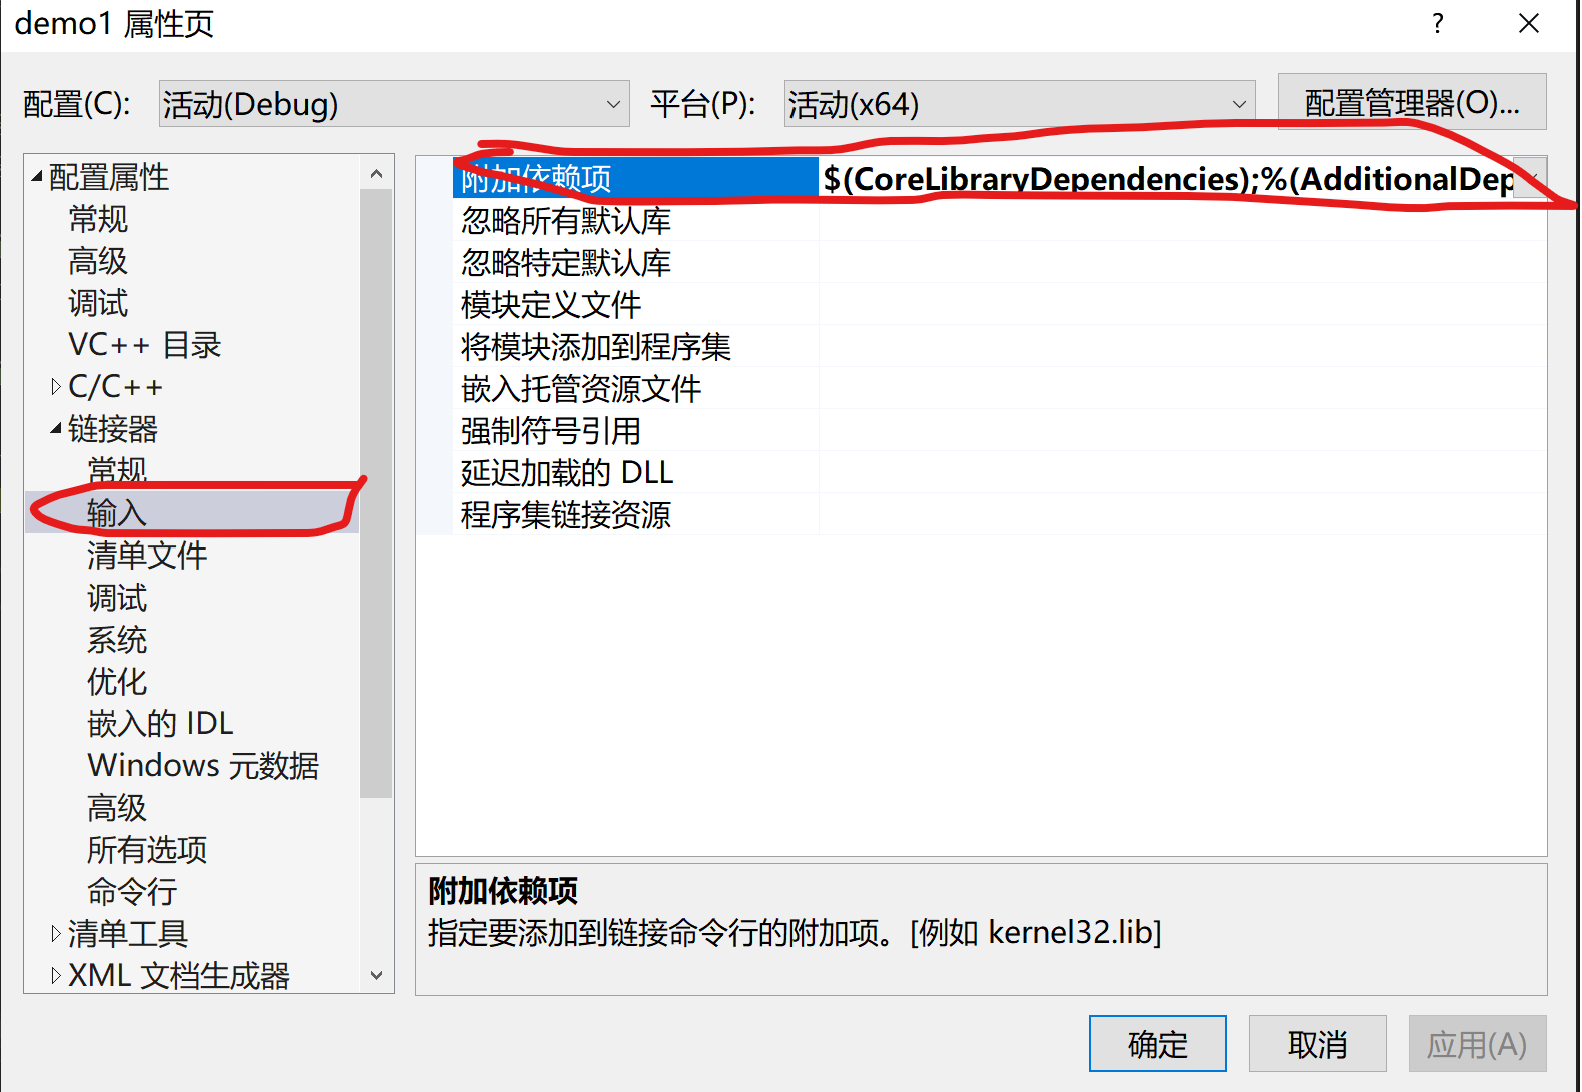 demo1 属性页
?
配置(C):
活动(Debug)
平台(P):
活动(x64)
配置管理器(O)...
配置属性
常规
高级
调试
VC++ 目录
C/C++
链接器
常规
输入
清单文件
调试
系统
优化
嵌入的 IDL
Windows 元数据
高级
所有选项
命令行
清单工具
XML 文档生成器
附加依赖项 $(CoreLibraryDependencies);%(AdditionalDep
忽略所有默认库
忽略特定默认库
模块定义文件
将模块添加到程序集
嵌入托管资源文件
强制符号引用
延迟加载的 DLL
程序集链接资源
附加依赖项
指定要添加到链接命令行的附加项。[例如 kernel32.lib]
确定
取消
应用(A)